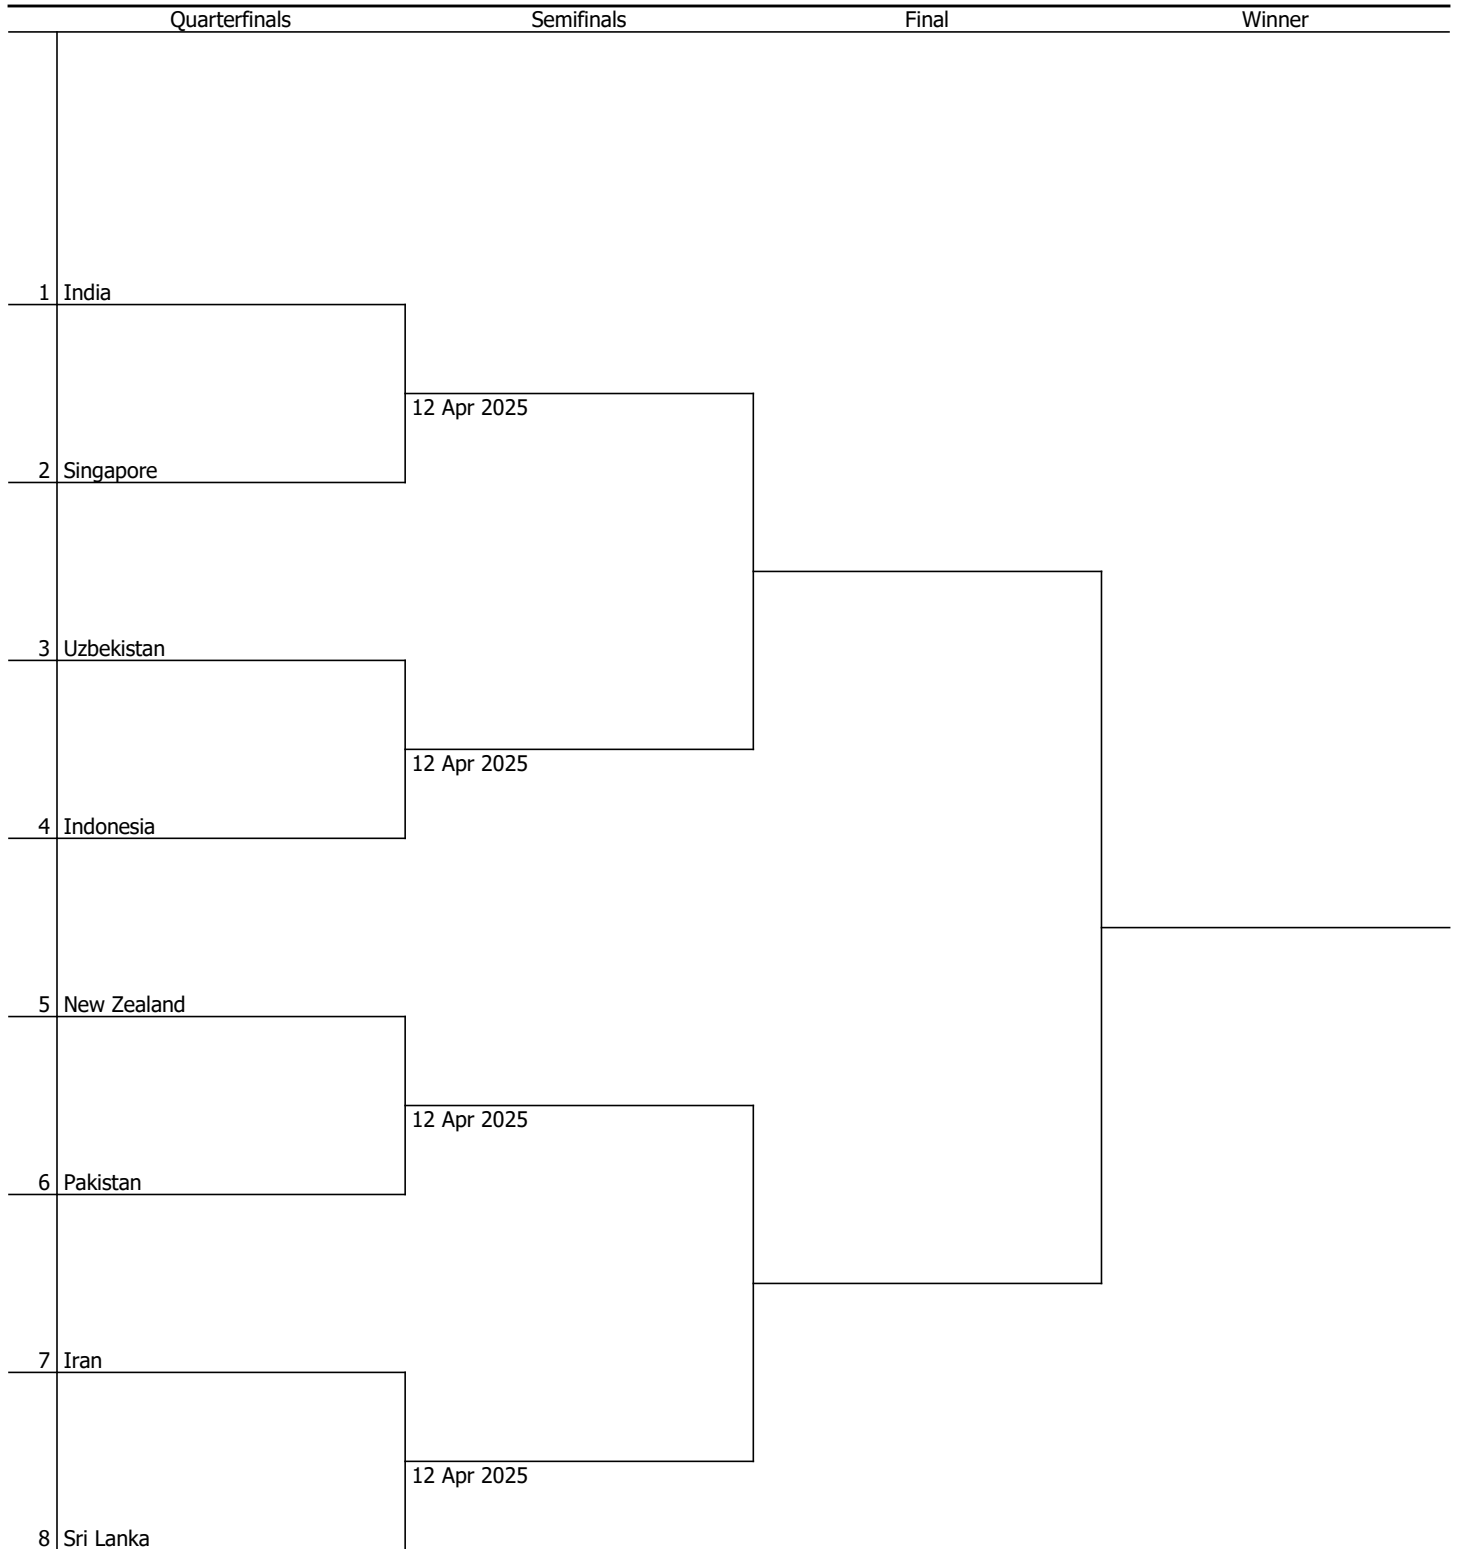 Quarterfinals Semifinals Final Winner
1 India
12 Apr 2025
2 Singapore
3 Uzbekistan
12 Apr 2025
4 Indonesia
5 New Zealand
12 Apr 2025
6 Pakistan
7 Iran
12 Apr 2025
8 Sri Lanka